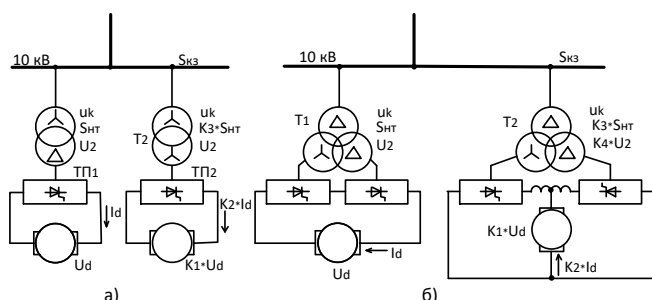 10 кВ
Sкз
10 кВ
Sкз
uk
Sнт
U2
T2
uk
K3*Sнт
U2
T1
uk
Sнт
U2
T2
uk
K3*Sнт
K4*U2
ТП1
ТП2
Id
K2*Id
Ud
K1*Ud
Id
Ud
K1*Ud
K2*Id
а)
б)